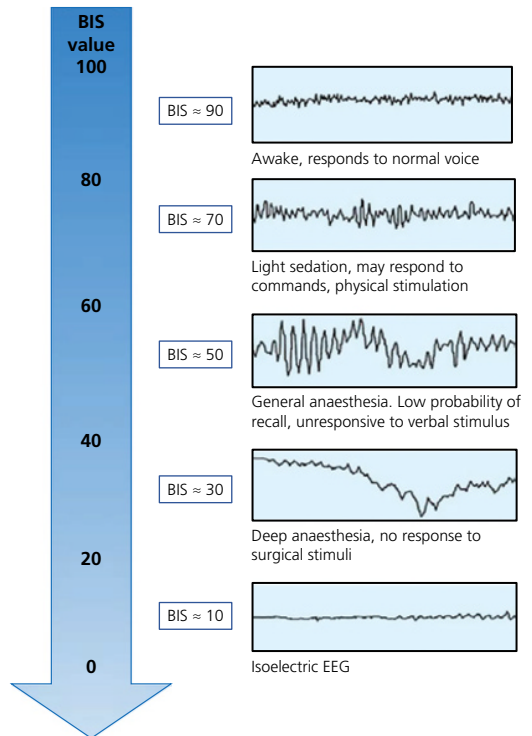 BIS
value
100
BIS ≈ 90
Awake, responds to normal voice
80
BIS ≈ 70
Light sedation, may respond to
commands, physical stimulation
60
BIS ≈ 50
General anaesthesia. Low probability of
recall, unresponsive to verbal stimulus
40
BIS ≈ 30
Deep anaesthesia, no response to
surgical stimuli
20
BIS ≈ 10
Isoelectric EEG
0